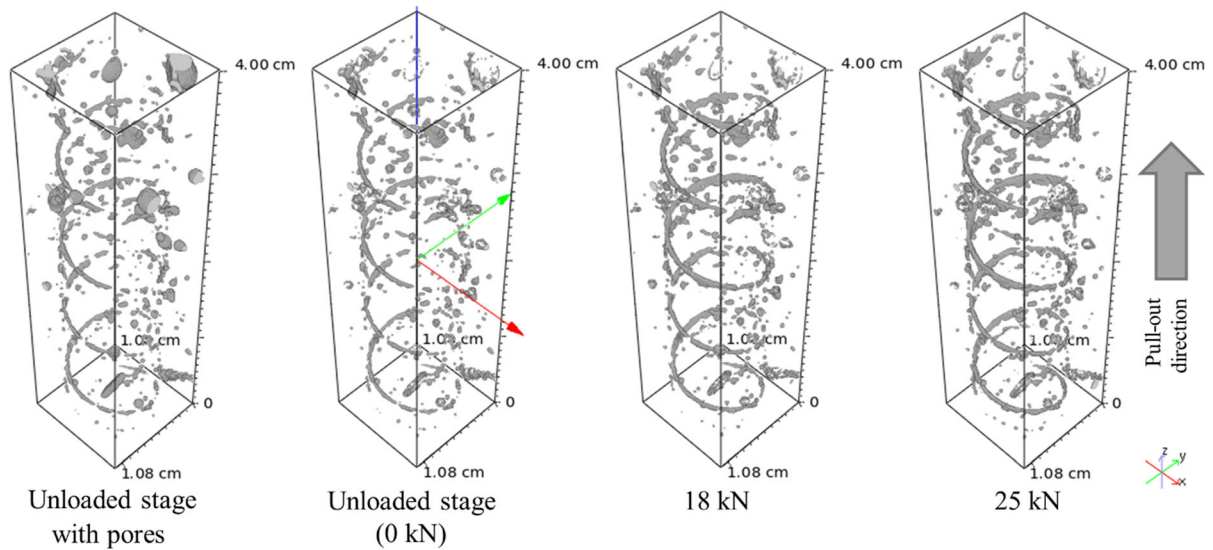 4.00 cm
4.00 cm
4.00 cm
4.00 cm
0
0
0
0
1.08 cm
1.08 cm
1.08 cm
1.08 cm
Pull-out
direction
z
y
x
Unloaded stage
with pores
Unloaded stage
(0 kN)
18 kN
25 kN